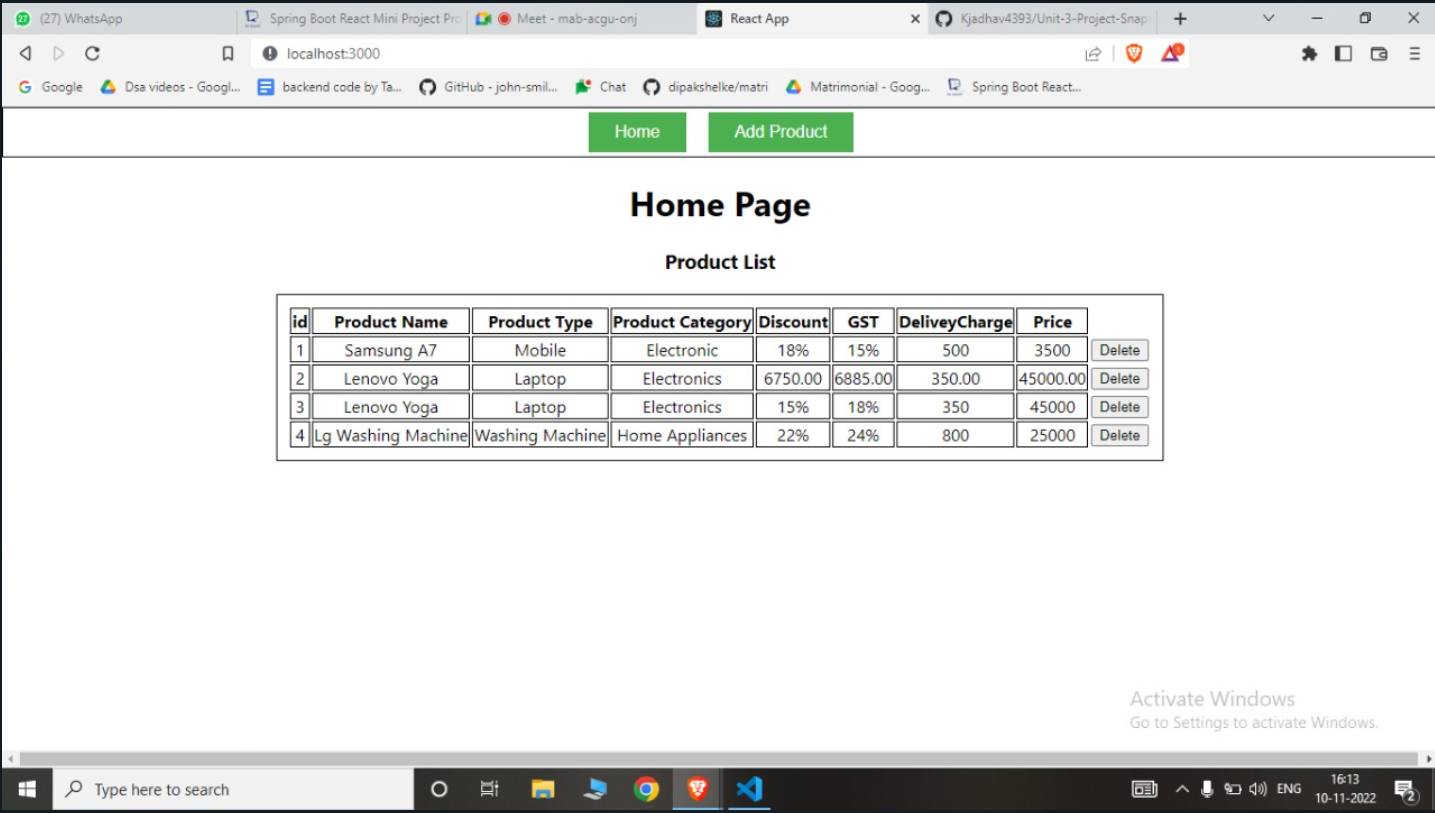 27 (27) WhatsApp Spring Boot React Mini Project Pro Meet - mab-acgu-onj React App Kjadhav4393/Unit-3-Project-Snap
localhost:3000 1
Google Dsa videos - Googl... backend code by Ta... GitHub - john-smil... Chat dipakshelke/matri Matrimonial - Goog... Spring Boot React...
Home Add Product
Home Page
Product List
id Product Name Product Type Product Category Discount GST DeliveyCharge Price
1 Samsung A7 Mobile Electronic 18% 15% 500 3500 Delete
2 Lenovo Yoga Laptop Electronics 6750.00 6885.00 350.00 45000.00 Delete
3 Lenovo Yoga Laptop Electronics 15% 18% 350 45000 Delete
4 Lg Washing Machine Washing Machine Home Appliances 22% 24% 800 25000 Delete
Activate Windows
Go to Settings to activate Windows.
Type here to search ENG 16:13
10-11-2022 2